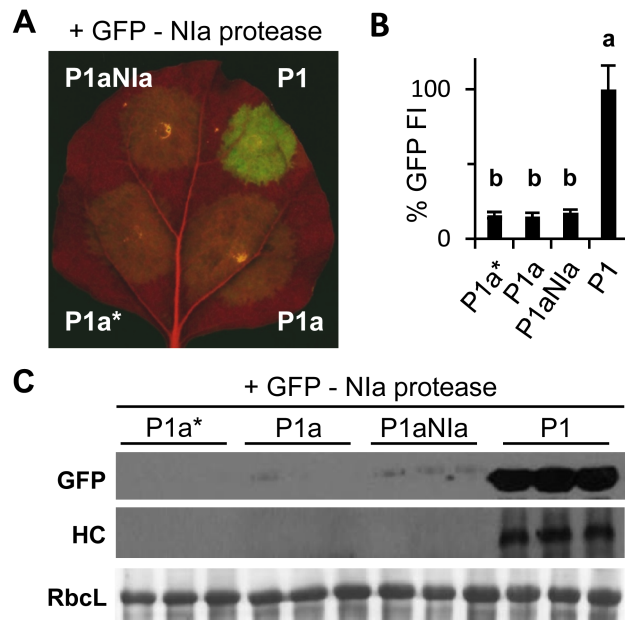 A
+ GFP - NIa protease
P1aNIa P1
P1a* P1a
B
a
100
b b b
0
% GFP FI
P1a* P1a P1aNIa P1
C
+ GFP - NIa protease
P1a* P1a P1aNIa P1
GFP
HC
RbcL